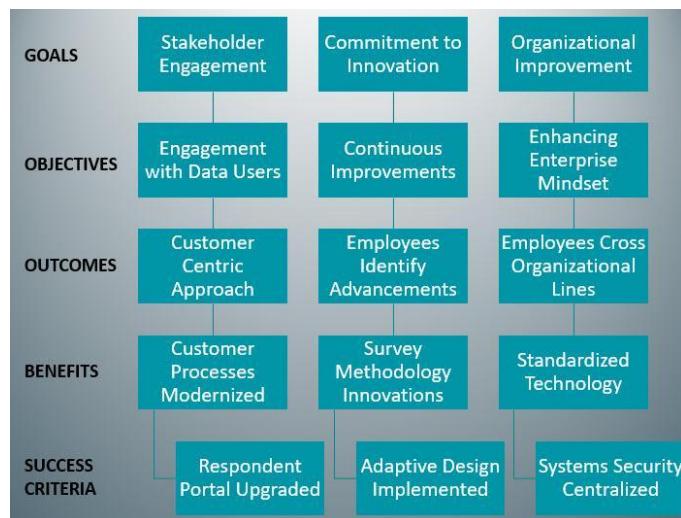 GOALS
Stakeholder
Engagement
Commitment to
Innovation
Organizational
Improvement
OBJECTIVES
Engagement
with Data Users
Continuous
Improvements
Enhancing
Enterprise
Mindset
OUTCOMES
Customer
Centric
Approach
Employees
Identify
Advancements
Employees Cross
Organizational
Lines
BENEFITS
Customer
Processes
Modernized
Survey
Methodology
Innovations
Standardized
Technology
SUCCESS
CRITERIA
Respondent
Portal Upgraded
Adaptive Design
Implemented
Systems Security
Centralized